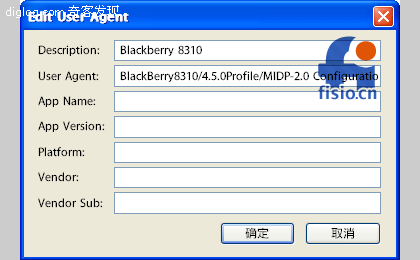 diglog.com 奇客发现
Edit User Agent
Description: Blackberry 8310
User Agent: BlackBerry8310/4.5.0Profile/MIDP-2.0 Configuratio
App Name:
fisio.cn
App Version:
Platform:
Vendor:
Vendor Sub:
确定 取消